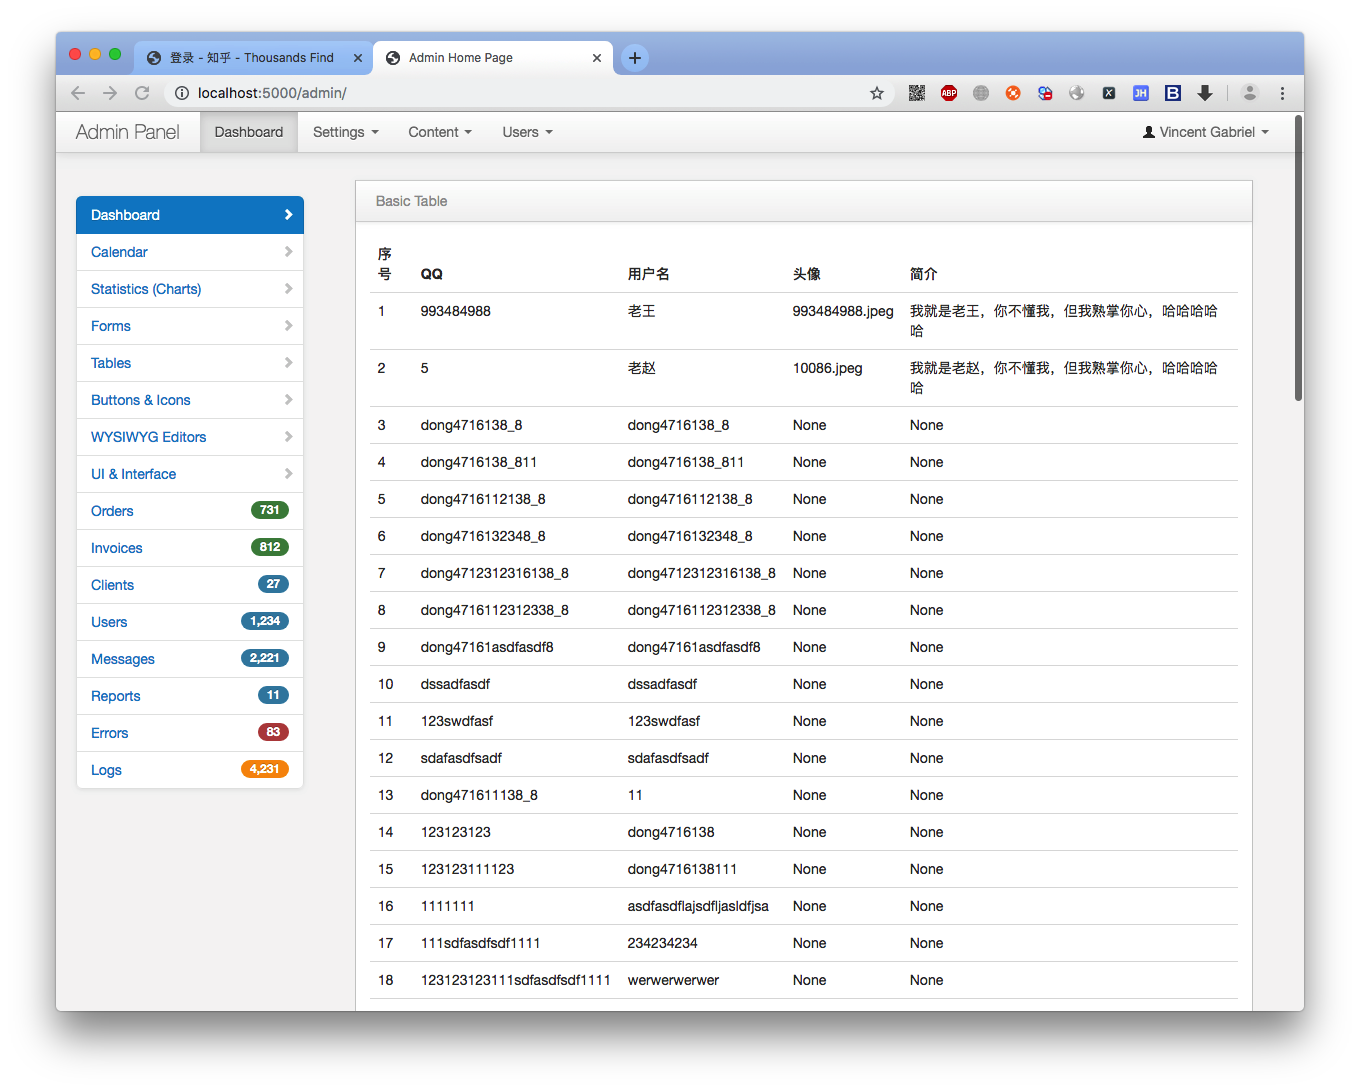 登录 - 知乎 - Thousands Find
Admin Home Page
localhost:5000/admin/
ABP
X
JH
B
Admin Panel
Dashboard
Settings
Content
Users
Vincent Gabriel
Dashboard
Calendar
Statistics (Charts)
Forms
Tables
Buttons & Icons
WYSIWYG Editors
UI & Interface
Orders 731
Invoices 812
Clients 27
Users 1,234
Messages 2,221
Reports 11
Errors 83
Logs 4,231
Basic Table
序
号 QQ 用户名 头像 简介
1 993484988 老王 993484988.jpeg 我就是老王，你不懂我，但我熟掌你心，哈哈哈哈
哈
2 5 老赵 10086.jpeg 我就是老赵，你不懂我，但我熟掌你心，哈哈哈哈
哈
3 dong4716138_8 dong4716138_8 None None
4 dong4716138_811 dong4716138_811 None None
5 dong4716112138_8 dong4716112138_8 None None
6 dong4716132348_8 dong4716132348_8 None None
7 dong4712312316138_8 dong4712312316138_8 None None
8 dong4716112312338_8 dong4716112312338_8 None None
9 dong47161asdfasdf8 dong47161asdfasdf8 None None
10 dssadfasdf dssadfasdf None None
11 123swdfasf 123swdfasf None None
12 sdafasdfsadf sdafasdfsadf None None
13 dong471611138_8 11 None None
14 123123123 dong4716138 None None
15 123123111123 dong4716138111 None None
16 1111111 asdfasdflajsdfljasldfjsa None None
17 111sdfasdfsdf1111 234234234 None None
18 123123123111sdfasdfsdf1111 werwerwerwer None None